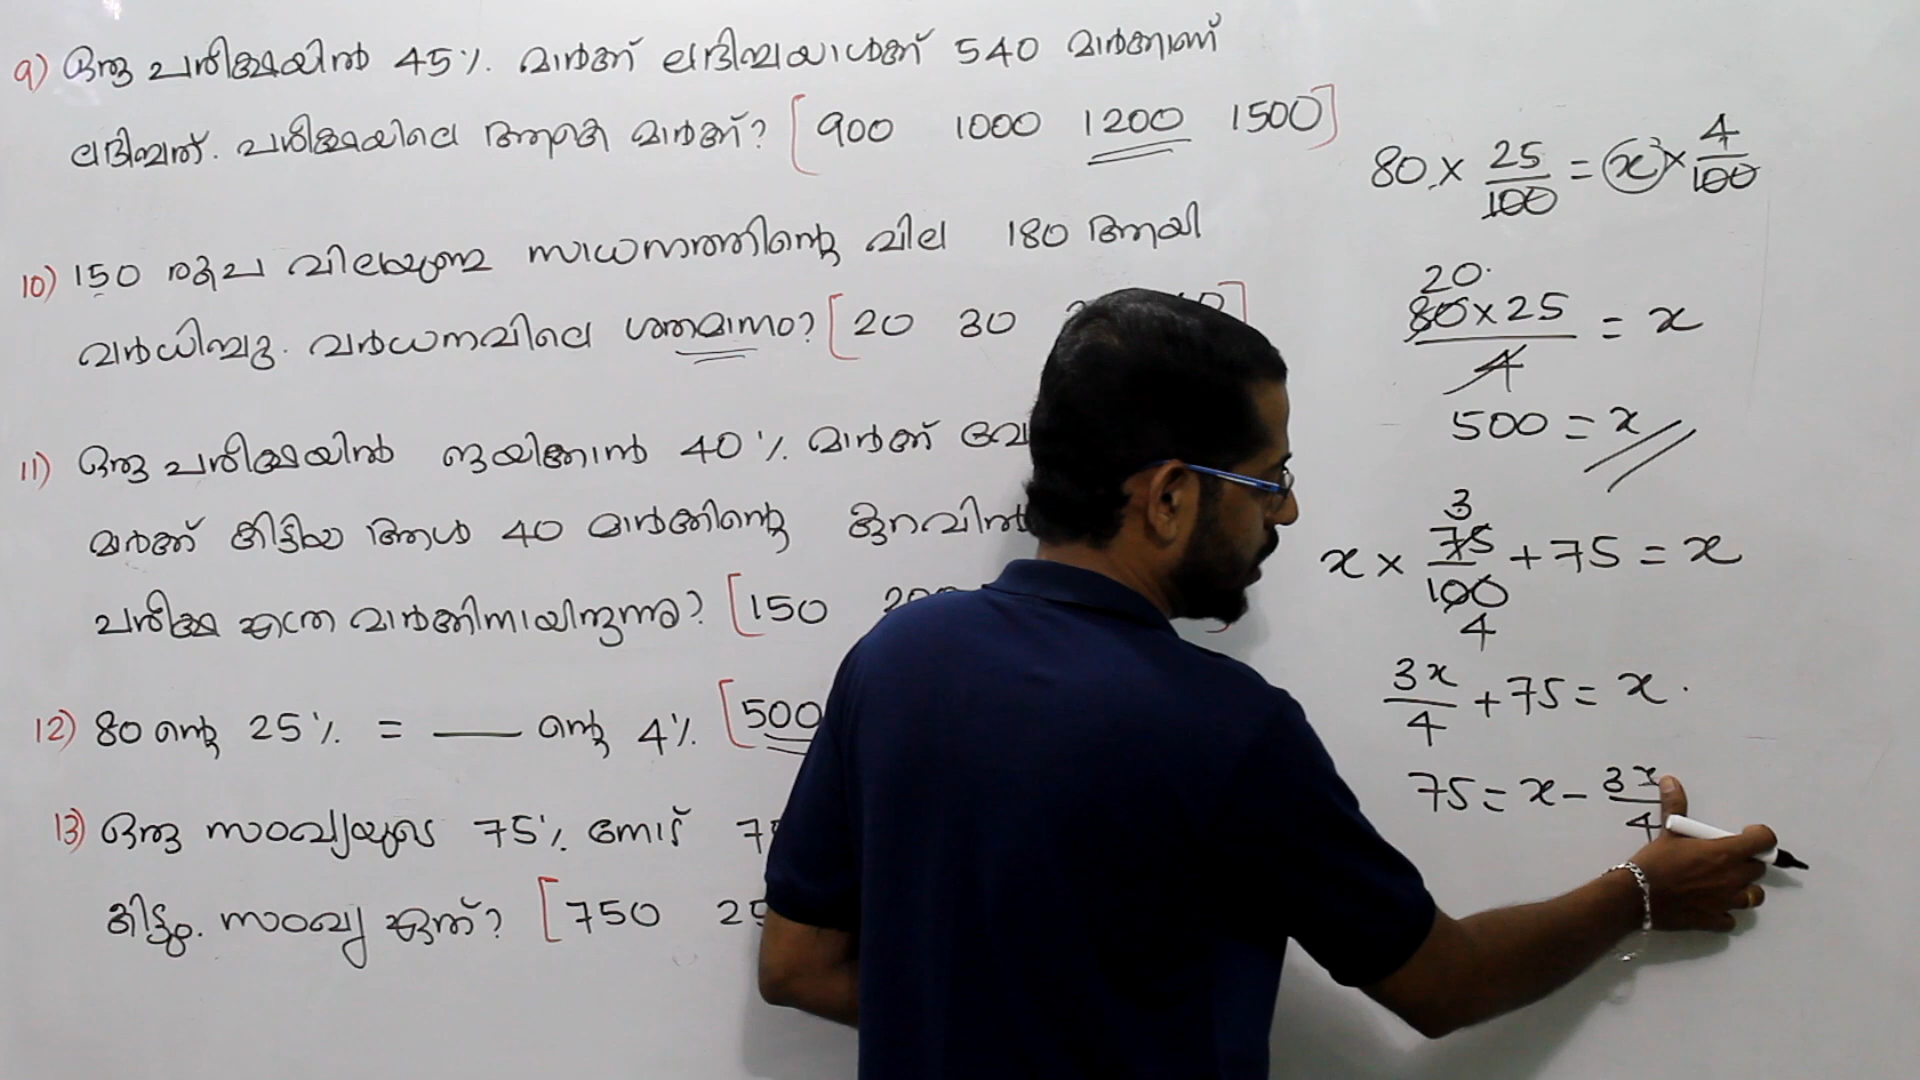 9) ഒരു പരീക്ഷയിൽ 45% മാർക്ക് ലഭിച്ചയാൾക്ക് 540 മാർക്കാണ്
ലഭിച്ചത്. പരീക്ഷയിലെ ആകെ മാർക്ക്? [900 1000 1200 1500]
10) 150 രൂപ വിലയുണ്ട സാധനത്തിന്റെ വില 180 ആയി
വർധിച്ചു. വർധനവിലെ ശതമാനം? [20 30
11) ഒരു പരീക്ഷയിൽ ജയിക്കാൻ 40% മാർക്ക്
മാർക്ക് കിട്ടിയ ആൾ 40 മാർക്കിന്റെ കുറവിൽ
പരീക്ഷ എത്ര മാർക്കിനായിരുന്നു? [150
12) 80 ന്റെ 25% = ___ ന്റെ 4% [500
13) ഒരു സംഖ്യയുടെ 75% നോട്
കിട്ടും. സംഖ്യ ഏത്? [750
80 × 25/100 = x × 4/100
20
80×25/4 = x
500 = x
3
x × 75/100 + 75 = x
4
3x/4 + 75 = x
75 = x - 3x/4